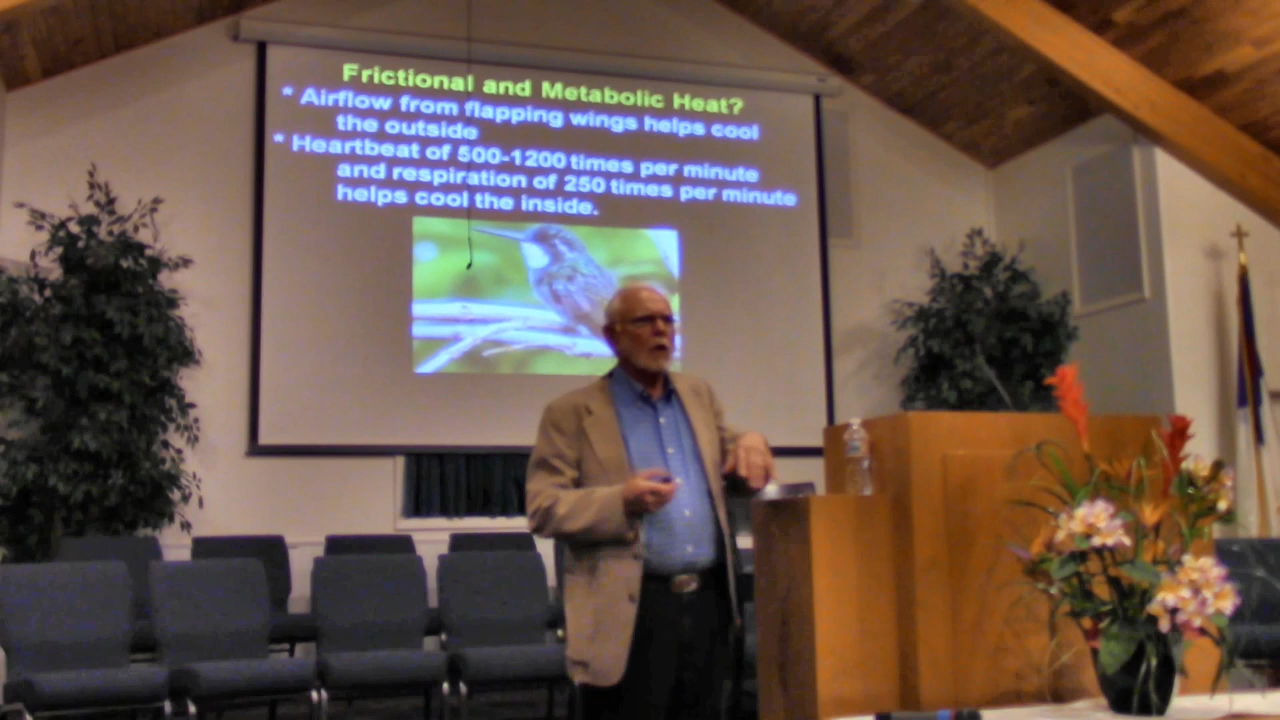 Frictional and Metabolic Heat?
* Airflow from flapping wings helps cool
the outside
* Heartbeat of 500-1200 times per minute
and respiration of 250 times per minute
helps cool the inside.